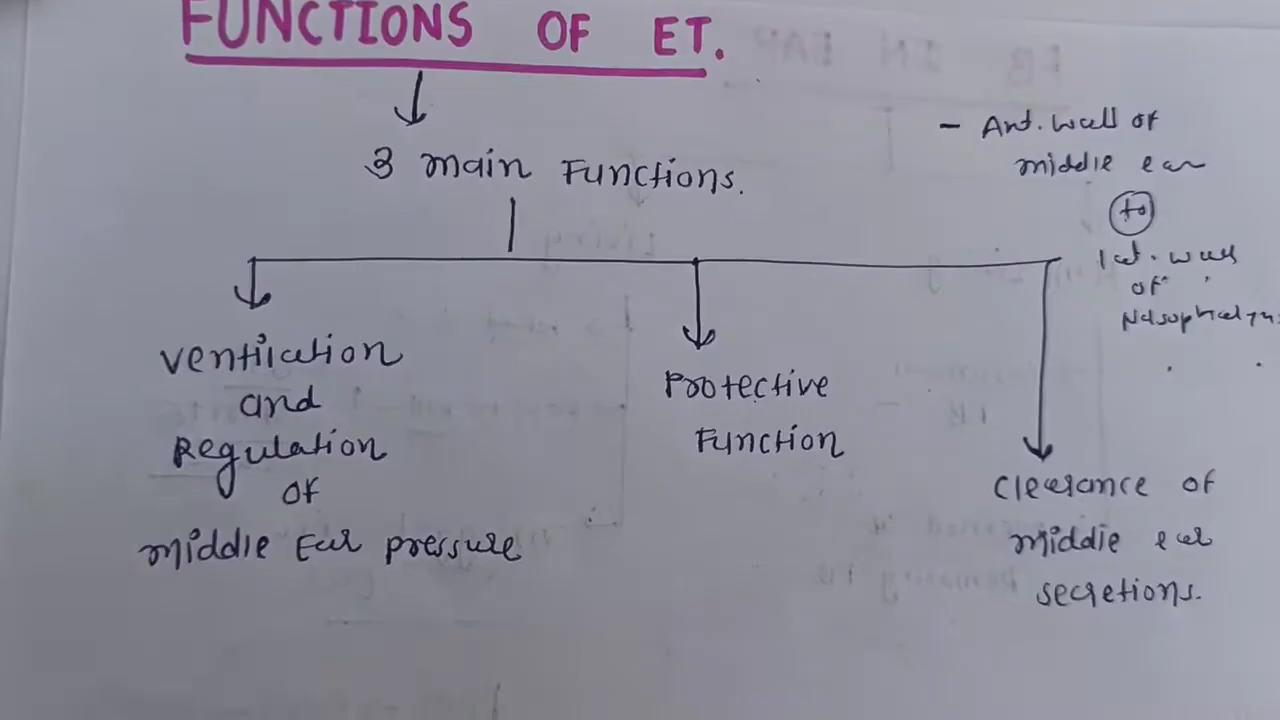 FUNCTIONS OF ET.
3 main Functions.
- Ant. wall of
middle ear
to
lat. wall
of
Nasopharynx
Ventilation
and
Regulation
of
middle Ear pressure
Protective
Function
Clearance of
middle ear
secretions.